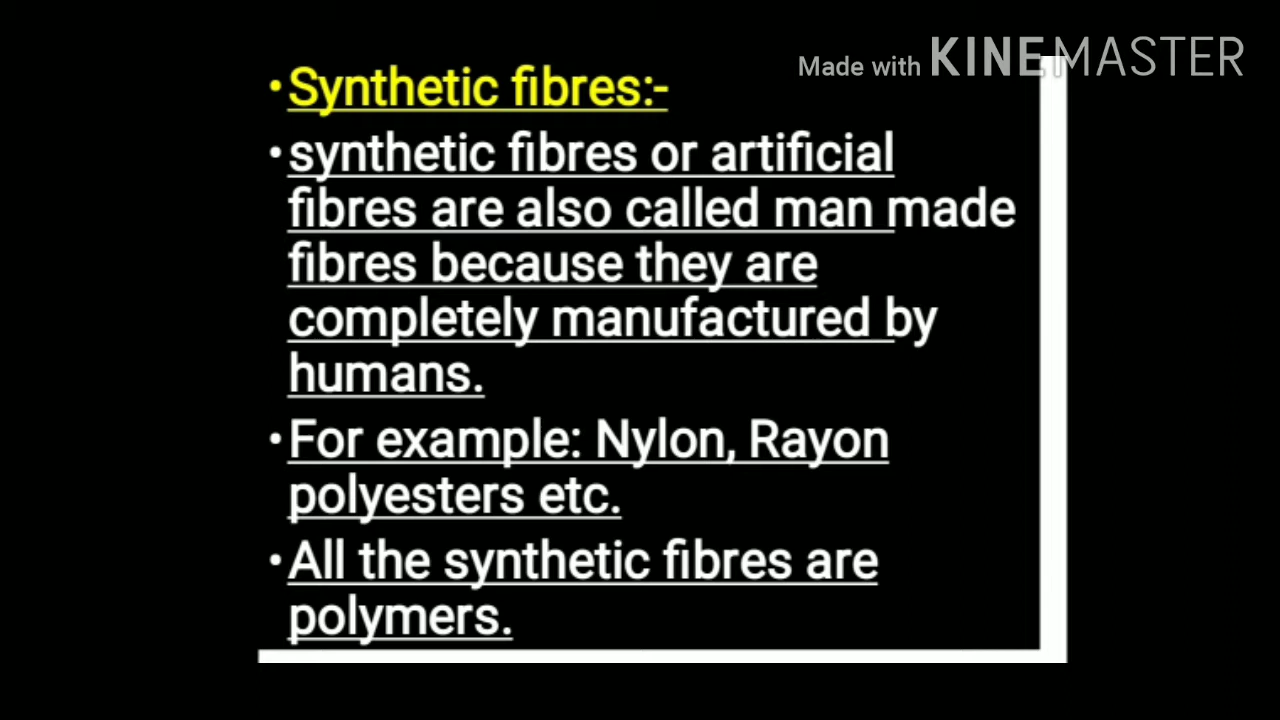 Made with KINEMASTER
•Synthetic fibres:-
•synthetic fibres or artificial
fibres are also called man made
fibres because they are
completely manufactured by
humans.
•For example: Nylon, Rayon
polyesters etc.
•All the synthetic fibres are
polymers.